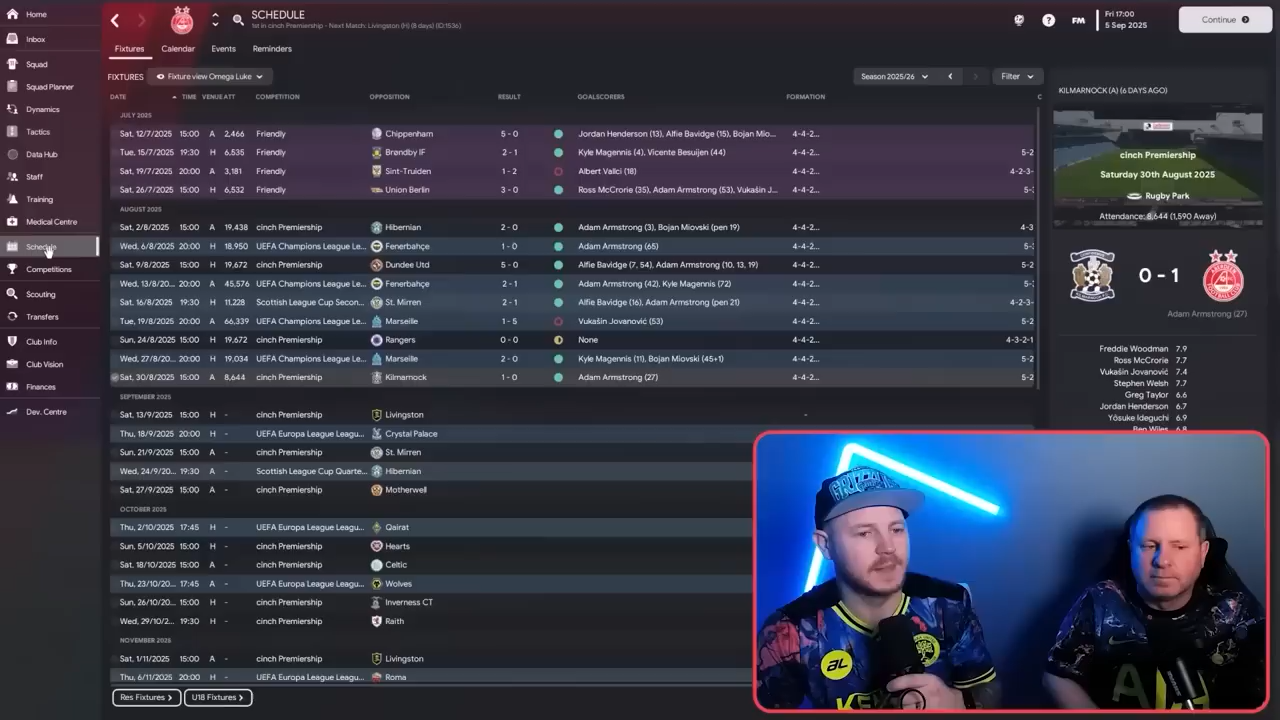 Home
Inbox
Squad
Squad Planner
Dynamics
Tactics
Data Hub
Staff
Training
Medical Centre
Schedule
Competitions
Scouting
Transfers
Club Info
Club Vision
Finances
Dev. Centre
SCHEDULE
1st in cinch Premiership - Next Match: Livingston (H) (8 days) (ID:1536)
FM
Fri 17:00
5 Sep 2025
Continue
Fixtures Calendar Events Reminders
FIXTURES Fixture view Omega Luke Season 2025/26 Filter
DATE TIME VENUE ATT COMPETITION OPPOSITION RESULT GOALSCORERS FORMATION C
JULY 2025
Sat, 12/7/2025 15:00 A 2,466 Friendly Chippenham 5 - 0 Jordan Henderson (13), Alfie Bavidge (15), Bojan Mio... 4-4-2...
Tue, 15/7/2025 19:30 H 6,535 Friendly Brøndby IF 2 - 1 Kyle Magennis (4), Vicente Besuijen (44) 4-4-2... 5-2
Sat, 19/7/2025 20:00 A 3,181 Friendly Sint-Truiden 1 - 2 Albert Vallci (18) 4-4-2... 4-2-3-
Sat, 26/7/2025 15:00 H 6,532 Friendly Union Berlin 3 - 0 Ross McCrorie (35), Adam Armstrong (53), Vukašin J... 4-4-2... 5-:
AUGUST 2025
Sat, 2/8/2025 15:00 A 19,438 cinch Premiership Hibernian 2 - 0 Adam Armstrong (3), Bojan Miovski (pen 19) 4-4-2... 4-3
Wed, 6/8/2025 20:00 H 18,950 UEFA Champions League Le... Fenerbahçe 1 - 0 Adam Armstrong (65) 4-4-2... 5-:
Sat, 9/8/2025 15:00 H 19,672 cinch Premiership Dundee Utd 5 - 0 Alfie Bavidge (7, 54), Adam Armstrong (10, 13, 19) 4-4-2... 5-2
Wed, 13/8/20... 20:00 A 45,576 UEFA Champions League Le... Fenerbahçe 2 - 1 Adam Armstrong (42), Kyle Magennis (72) 4-4-2... 5-:
Sat, 16/8/2025 19:30 H 11,228 Scottish League Cup Secon... St. Mirren 2 - 1 Alfie Bavidge (16), Adam Armstrong (pen 21) 4-4-2... 4-2-3-
Tue, 19/8/2025 20:00 A 66,339 UEFA Champions League Le... Marseille 1 - 5 Vukašin Jovanović (53) 4-4-2... 5-2
Sun, 24/8/2025 15:00 H 19,672 cinch Premiership Rangers 0 - 0 None 4-4-2... 4-3-2-1
Wed, 27/8/20... 20:00 H 19,034 UEFA Champions League Le... Marseille 2 - 0 Kyle Magennis (11), Bojan Miovski (45+1) 4-4-2... 5-2
Sat, 30/8/2025 15:00 A 8,644 cinch Premiership Kilmarnock 1 - 0 Adam Armstrong (27) 4-4-2... 5-2
SEPTEMBER 2025
Sat, 13/9/2025 15:00 H - cinch Premiership Livingston -
Thu, 18/9/2025 20:00 H - UEFA Europa League Leagu... Crystal Palace
Sun, 21/9/2025 15:00 A - cinch Premiership St. Mirren
Wed, 24/9/20... 19:30 A - Scottish League Cup Quarte... Hibernian
Sat, 27/9/2025 15:00 A - cinch Premiership Motherwell
OCTOBER 2025
Thu, 2/10/2025 17:45 H - UEFA Europa League Leagu... Qairat
Sun, 5/10/2025 15:00 H - cinch Premiership Hearts
Sat, 18/10/2025 15:00 A - cinch Premiership Celtic
Thu, 23/10/20... 17:45 A - UEFA Europa League Leagu... Wolves
Sun, 26/10/20... 15:00 H - cinch Premiership Inverness CT
Wed, 29/10/2... 19:30 H - cinch Premiership Raith
NOVEMBER 2025
Sat, 1/11/2025 15:00 A - cinch Premiership Livingston
Thu, 6/11/2025 20:00 H - UEFA Europa League Leagu... Roma
Res Fixtures U18 Fixtures
KILMARNOCK (A) (6 DAYS AGO)
cinch Premiership
Saturday 30th August 2025
Rugby Park
Attendance: 8,644 (1,590 Away)
0 - 1
Adam Armstrong (27)
Freddie Woodman 7.9
Ross McCrorie 7.7
Vukašin Jovanović 7.4
Stephen Welsh 7.7
Greg Taylor 6.6
Jordan Henderson 6.7
Yōsuke Ideguchi 6.9
Ben Wiles 6.8
al